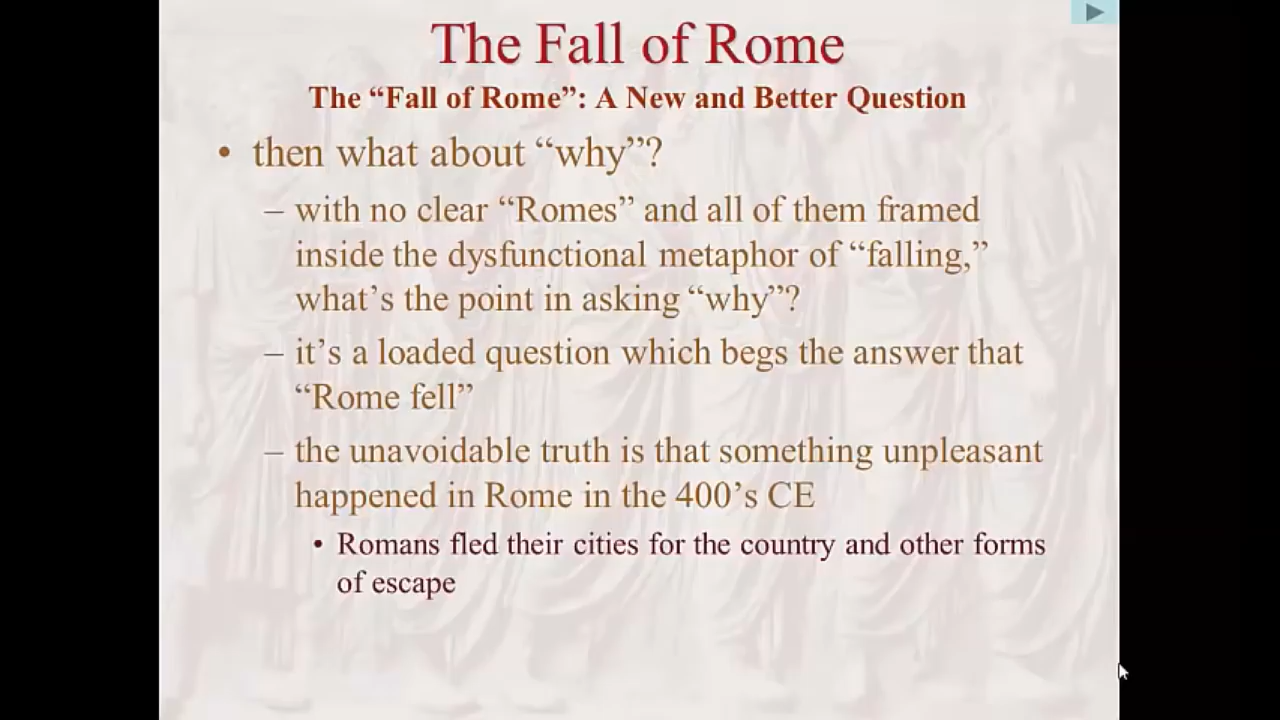 The Fall of Rome
The “Fall of Rome”: A New and Better Question
• then what about “why”?
– with no clear “Romes” and all of them framed
inside the dysfunctional metaphor of “falling,”
what’s the point in asking “why”?
– it’s a loaded question which begs the answer that
“Rome fell”
– the unavoidable truth is that something unpleasant
happened in Rome in the 400’s CE
• Romans fled their cities for the country and other forms
of escape